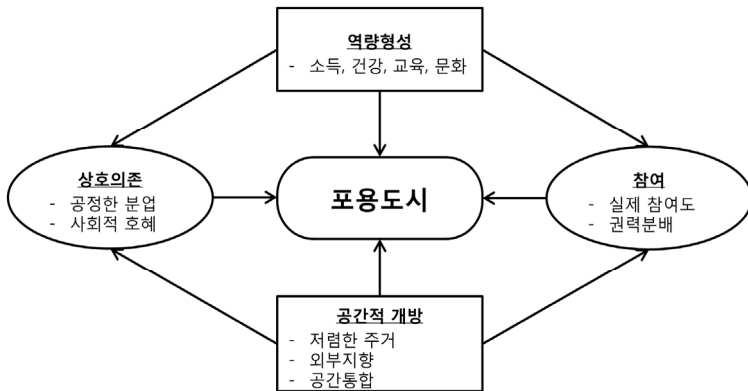 역량형성
- 소득, 건강, 교육, 문화
상호의존
- 공정한 분업
- 사회적 호혜
포용도시
참여
- 실제 참여도
- 권력분배
공간적 개방
- 저렴한 주거
- 외부지향
- 공간통합